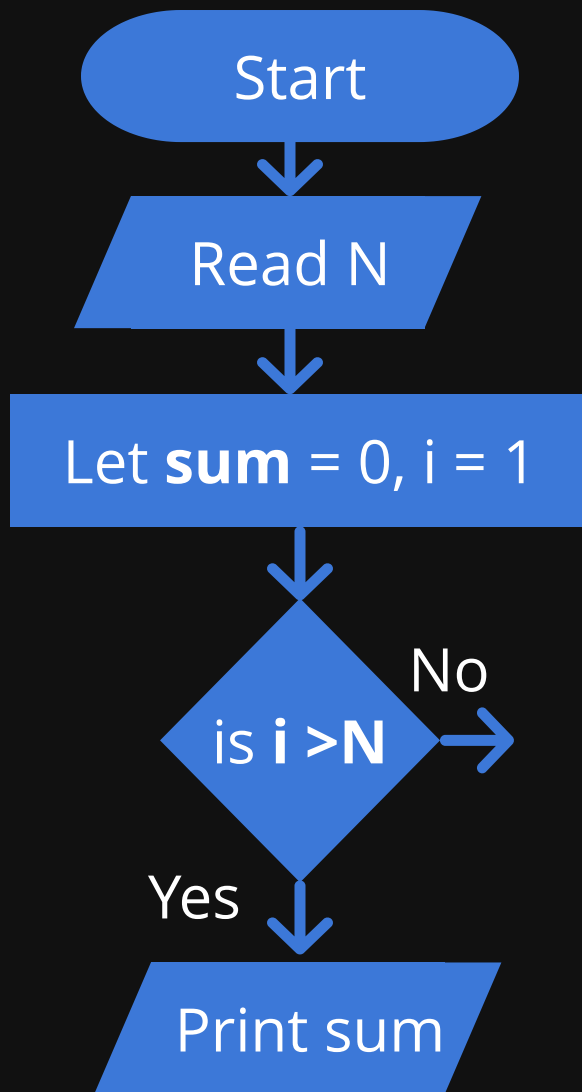 Start
Read N
Let sum = 0, i = 1
No
is i >N
Yes
Print sum